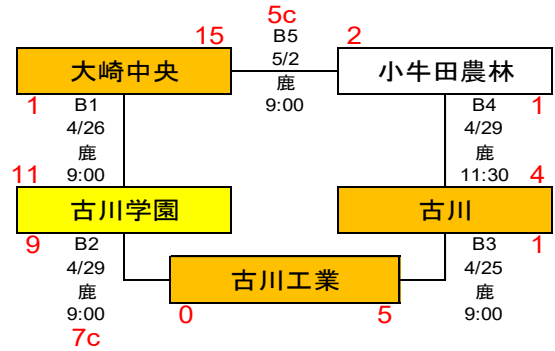 5c
15 B5 2
大崎中央 5/2 小牛田農林
鹿
1 B1 9:00 B4 1
4/26 4/29
鹿 鹿
11 9:00 11:30 4
古川学園 古川
9 B2 B3 1
4/29 4/25
鹿 古川工業 鹿
9:00 0 5 9:00
7c